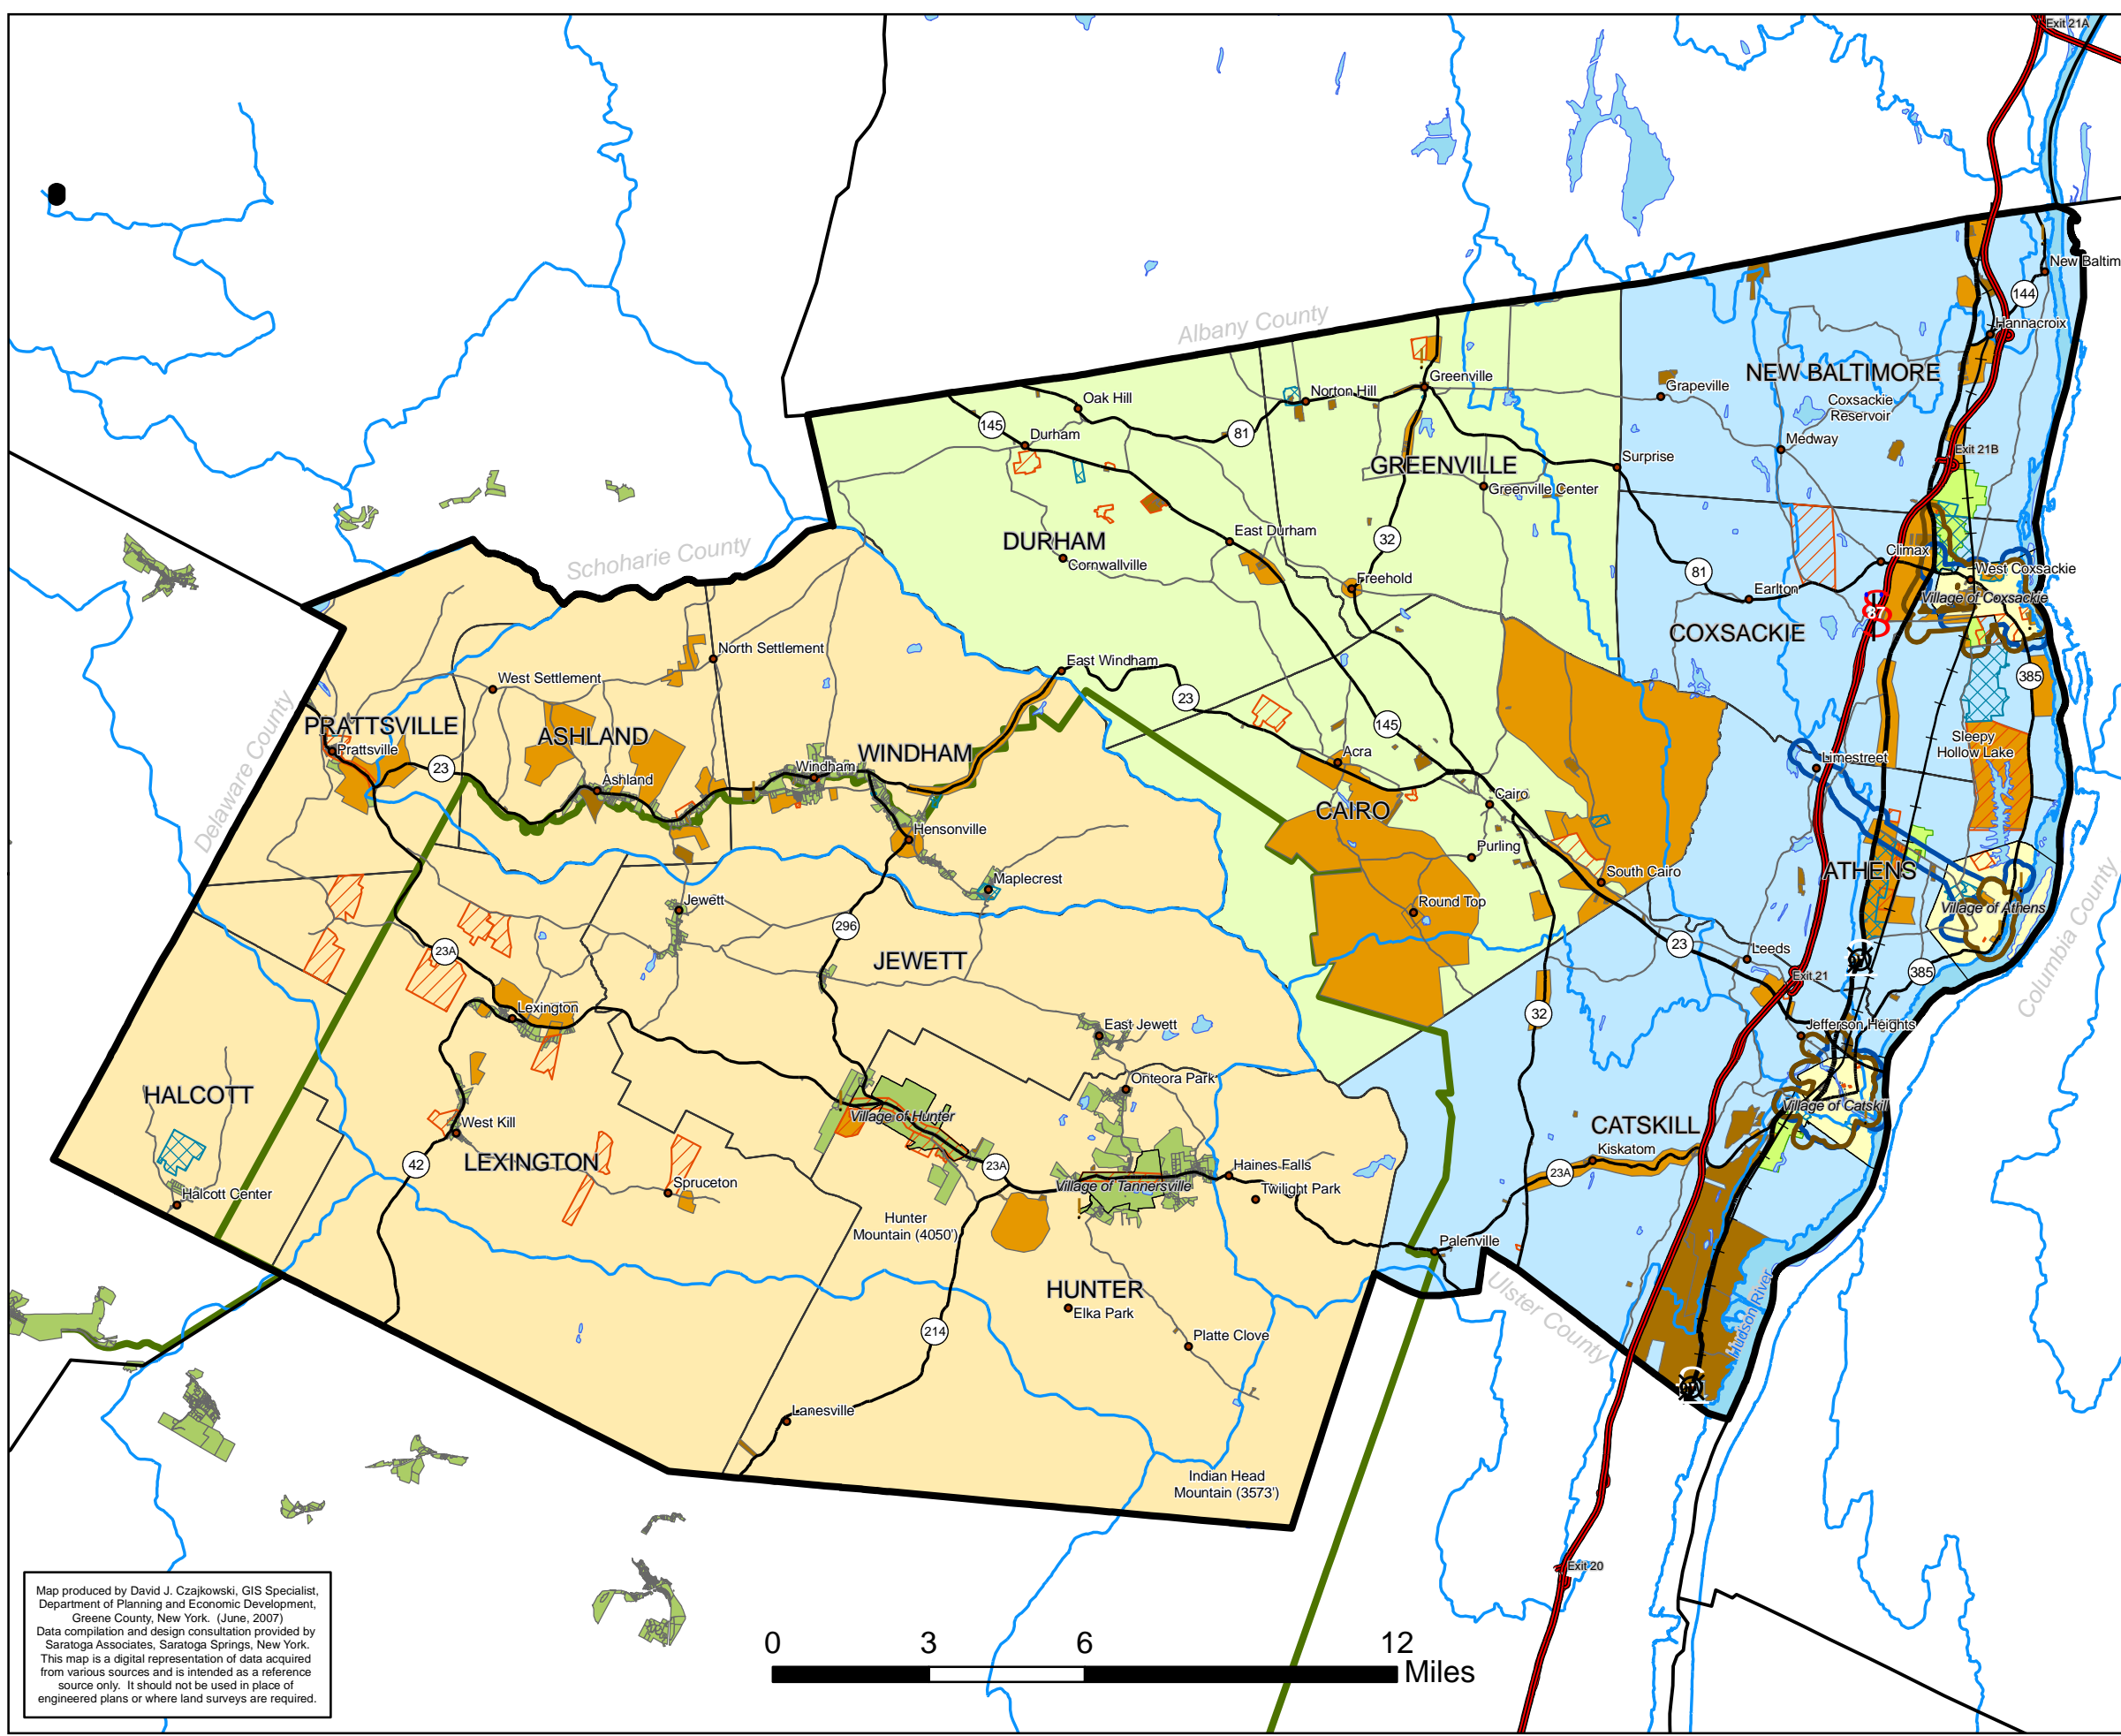 Exit 21A
New Baltim
144
Hannacroix
Albany County
NEW BALTIMORE
Greenville
Grapeville
Norton Hill
Oak Hill
Coxsackie
Reservoir
145
Durham
81
Medway
Exit 21B
Surprise
GREENVILLE
Greenville Center
East Durham
32
DURHAM
Cornwallville
Schoharie County
Climax
West Coxsackie
81
Freehold
Earlton
Village of Coxsackie
87
COXSACKIE
North Settlement
East Windham
West Settlement
385
23
Delaware County
PRATTSVILLE
Prattsville
ASHLAND
145
Sleepy
Hollow Lake
Acra
WINDHAM
Limestreet
23
Windham
Ashland
CAIRO
Cairo
Hensonville
Purling
ATHENS
South Cairo
Maplecrest
Jewett
Round Top
Village of Athens
296
23A
23
Leeds
JEWETT
385
Exit 21
Columbia County
Lexington
32
East Jewett
Jefferson Heights
HALCOTT
Onteora Park
Village of Hunter
Village of Catskill
West Kill
CATSKILL
Kiskatom
42
LEXINGTON
23A
Haines Falls
23A
Spruceton
Village of Tannersville
Twilight Park
Halcott Center
Hunter
Mountain (4050')
Palenville
HUNTER
Elka Park
Ulster County
Hudson River
214
Platte Clove
Lanesville
Indian Head
Mountain (3573')
Exit 20
Map produced by David J. Czajkowski, GIS Specialist,
Department of Planning and Economic Development,
Greene County, New York. (June, 2007)
Data compilation and design consultation provided by
Saratoga Associates, Saratoga Springs, New York.
This map is a digital representation of data acquired
from various sources and is intended as a reference
source only. It should not be used in place of
engineered plans or where land surveys are required.
0 3 6 12
Miles